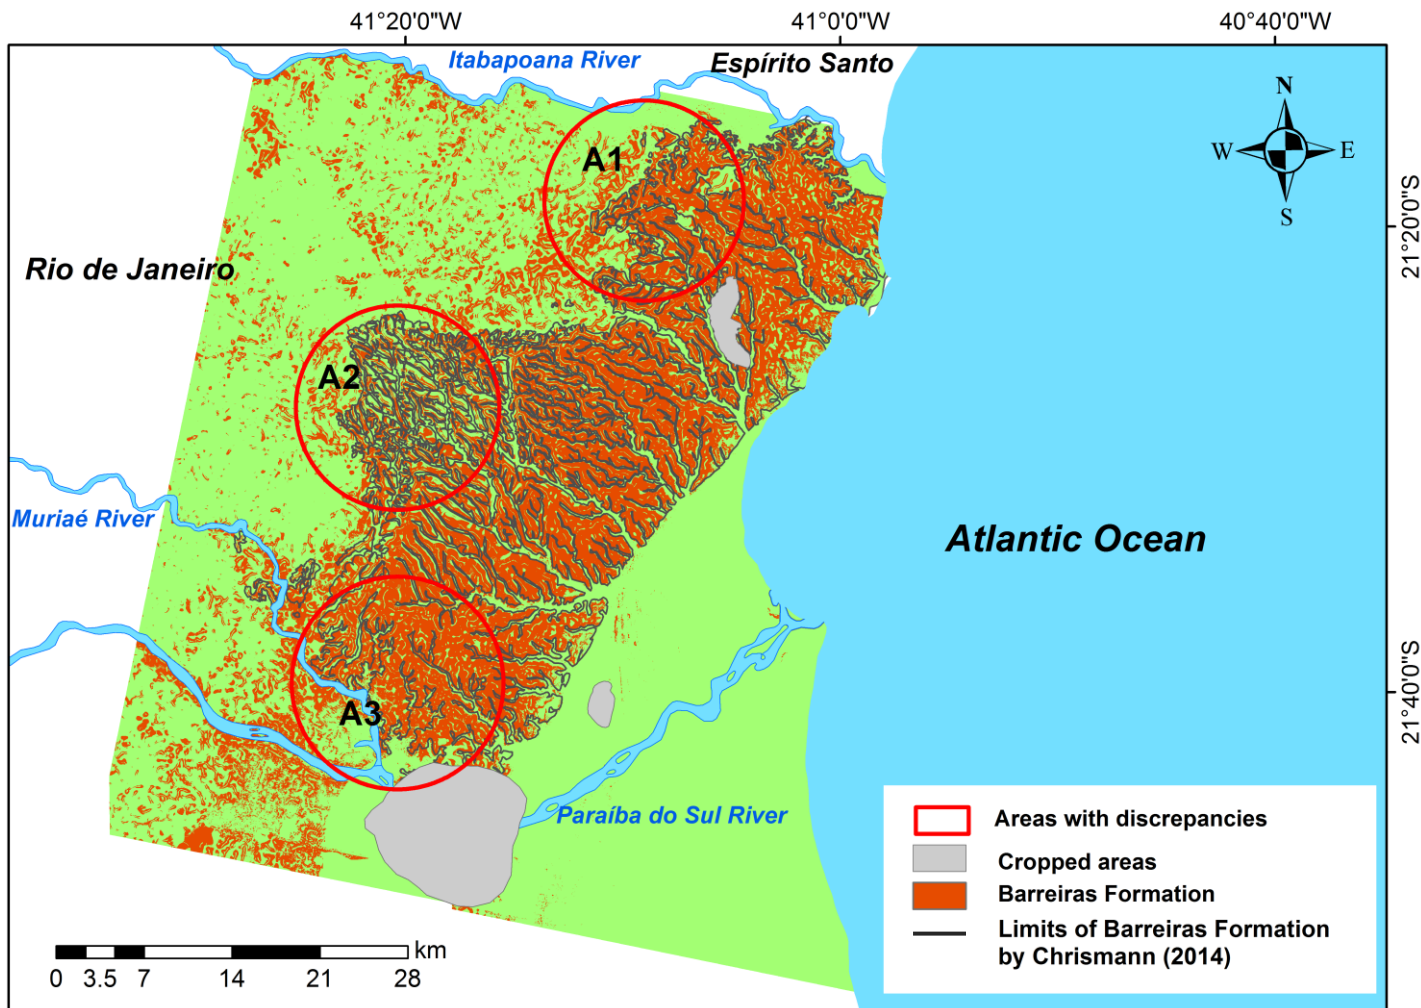 41°20'0"W
41°0'0"W
40°40'0"W
Itabapoana River
Espírito Santo
N
W
E
S
A1
21°20'0"S
Rio de Janeiro
A2
Muriaé River
Atlantic Ocean
21°40'0"S
A3
Paraíba do Sul River
Areas with discrepancies
Cropped areas
Barreiras Formation
Limits of Barreiras Formation
by Chrismann (2014)
km
0 3.5 7 14 21 28